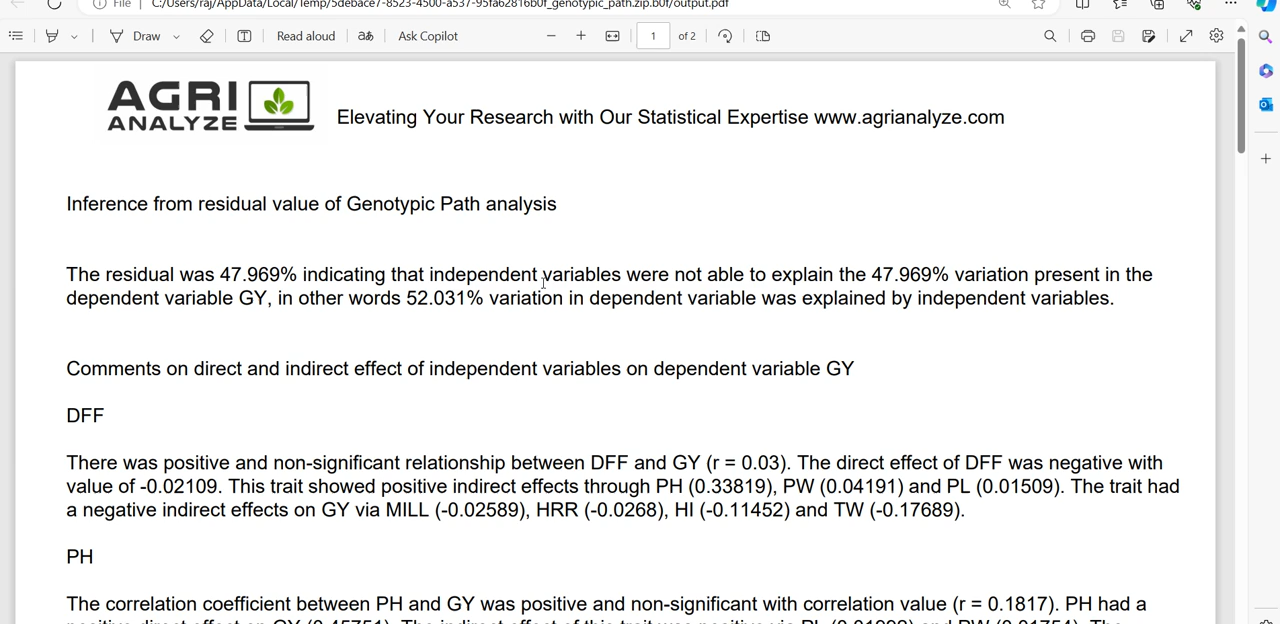 File | C:/Users/raj/AppData/Local/Temp/5debace7-8523-4500-a537-95fa62816b0f_genotypic_path.zip.b0f/output.pdf
Draw Read aloud Ask Copilot 1 of 2
AGRI
ANALYZE
Elevating Your Research with Our Statistical Expertise www.agrianalyze.com
Inference from residual value of Genotypic Path analysis
The residual was 47.969% indicating that independent variables were not able to explain the 47.969% variation present in the
dependent variable GY, in other words 52.031% variation in dependent variable was explained by independent variables.
Comments on direct and indirect effect of independent variables on dependent variable GY
DFF
There was positive and non-significant relationship between DFF and GY (r = 0.03). The direct effect of DFF was negative with
value of -0.02109. This trait showed positive indirect effects through PH (0.33819), PW (0.04191) and PL (0.01509). The trait had
a negative indirect effects on GY via MILL (-0.02589), HRR (-0.0268), HI (-0.11452) and TW (-0.17689).
PH
The correlation coefficient between PH and GY was positive and non-significant with correlation value (r = 0.1817). PH had a